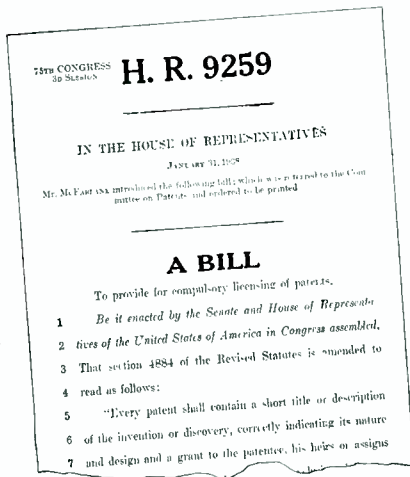 75TH CONGRESS
3D SESSION
H. R. 9259
IN THE HOUSE OF REPRESENTATIVES
JANUARY 31, 1938
Mr. MCFARLANE introduced the following bill; which was referred to the Com
mittee on Patents and ordered to be printed
A BILL
To provide for compulsory licensing of patents.
1 Be it enacted by the Senate and House of Representa
2 tives of the United States of America in Congress assembled,
3 That section 4884 of the Revised Statutes is amended to
4 read as follows:
5 "Every patent shall contain a short title or description
6 of the invention or discovery, correctly indicating its nature
7 and design and a grant to the patentee, his heirs or assigns